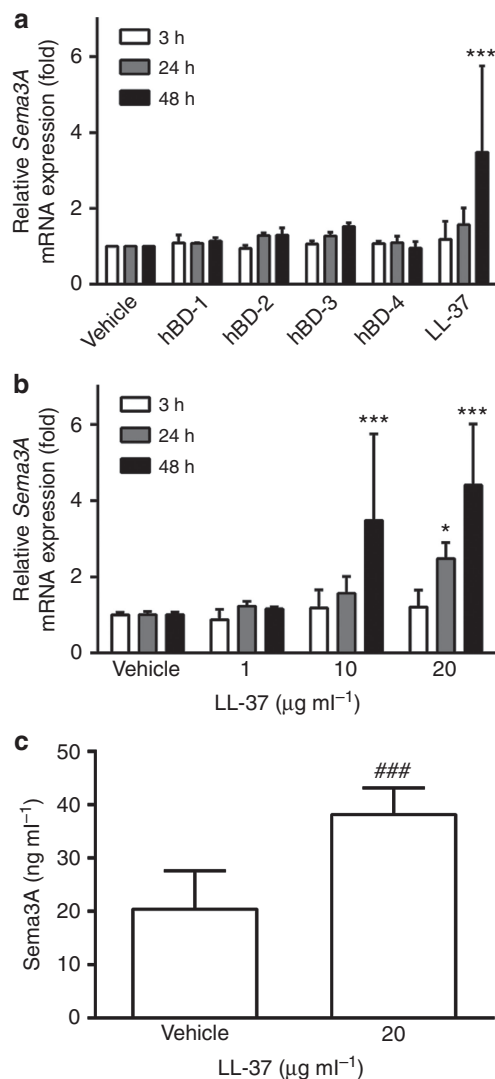 a
Relative Sema3A
mRNA expression (fold)
6
4
2
0
3 h
24 h
48 h
***
Vehicle
hBD-1
hBD-2
hBD-3
hBD-4
LL-37
b
Relative Sema3A
mRNA expression (fold)
6
4
2
0
3 h
24 h
48 h
***
*
***
Vehicle
1
10
20
LL-37 (μg ml⁻¹)
c
Sema3A (ng ml⁻¹)
50
40
30
20
10
0
###
Vehicle
20
LL-37 (μg ml⁻¹)